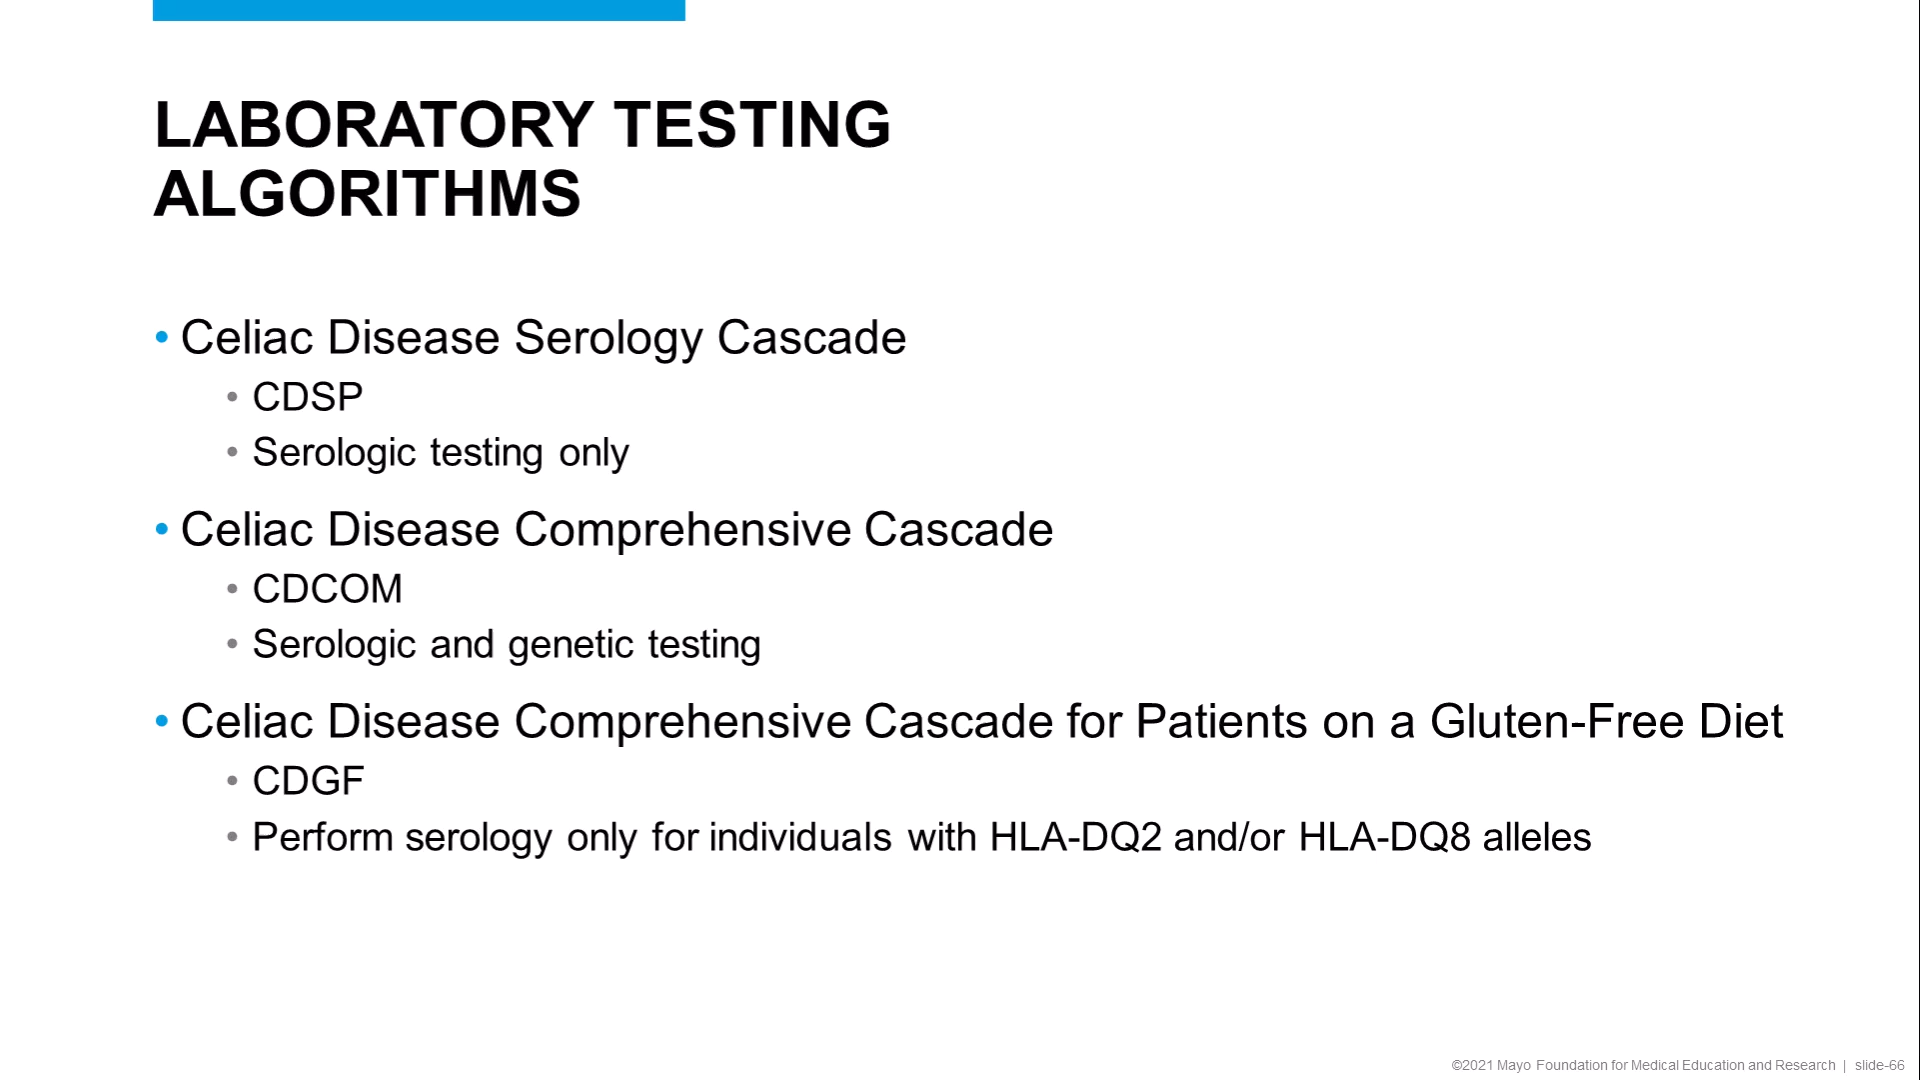 LABORATORY TESTING
ALGORITHMS
• Celiac Disease Serology Cascade
• CDSP
• Serologic testing only
• Celiac Disease Comprehensive Cascade
• CDCOM
• Serologic and genetic testing
• Celiac Disease Comprehensive Cascade for Patients on a Gluten-Free Diet
• CDGF
• Perform serology only for individuals with HLA-DQ2 and/or HLA-DQ8 alleles
©2021 Mayo Foundation for Medical Education and Research | slide-66